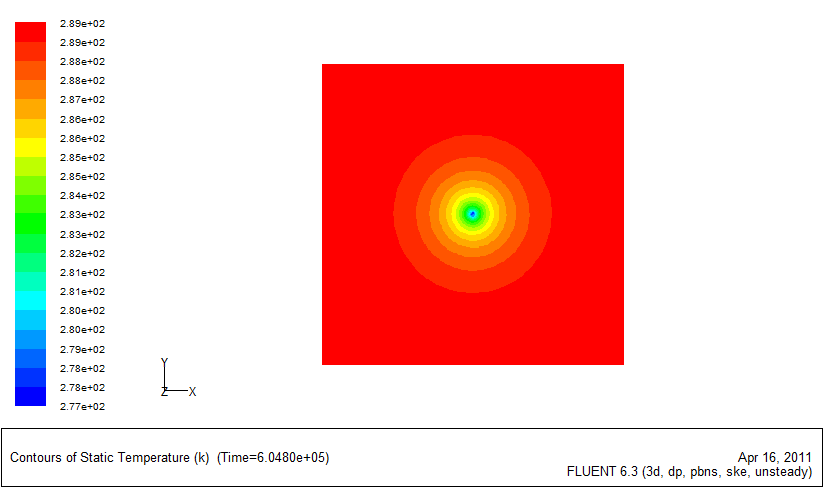 2.89e+02
2.89e+02
2.88e+02
2.88e+02
2.87e+02
2.86e+02
2.86e+02
2.85e+02
2.84e+02
2.84e+02
2.83e+02
2.83e+02
2.82e+02
2.81e+02
2.81e+02
2.80e+02
2.80e+02
2.79e+02
2.78e+02
2.78e+02
2.77e+02
Y
Z X
Contours of Static Temperature (k) (Time=6.0480e+05)
Apr 16, 2011
FLUENT 6.3 (3d, dp, pbns, ske, unsteady)